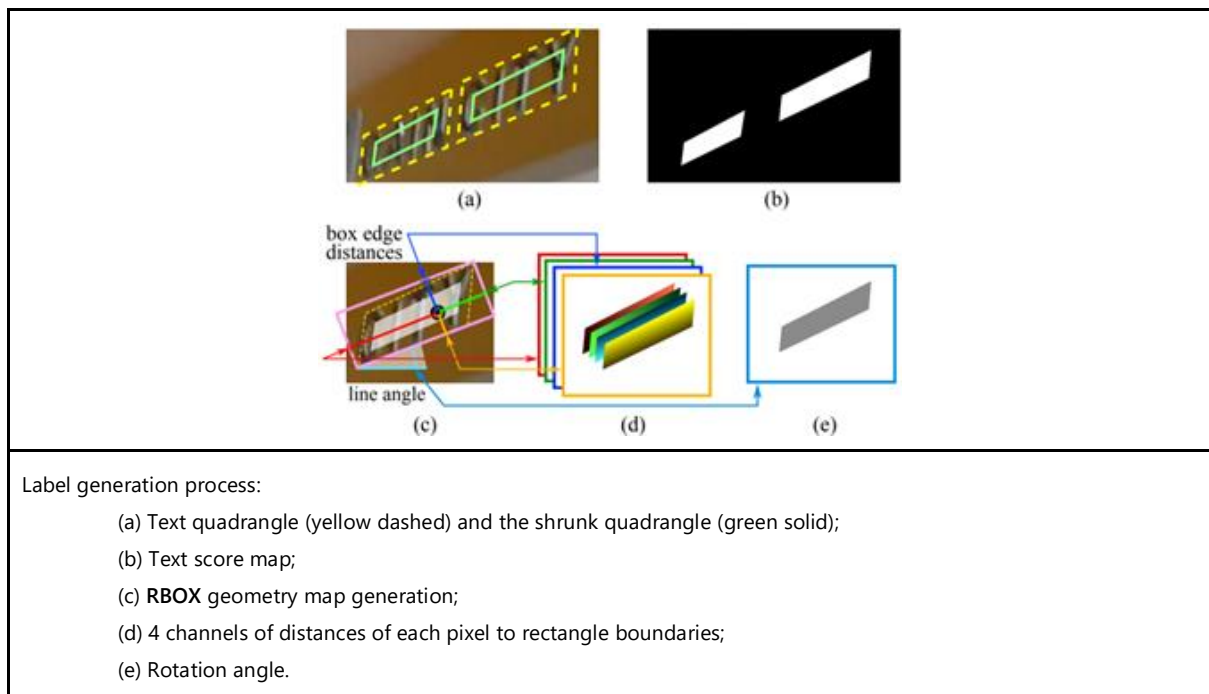 (a)
(b)
box edge
distances
line angle
(c)
(d)
(e)
Label generation process:
(a) Text quadrangle (yellow dashed) and the shrunk quadrangle (green solid);
(b) Text score map;
(c) RBOX geometry map generation;
(d) 4 channels of distances of each pixel to rectangle boundaries;
(e) Rotation angle.